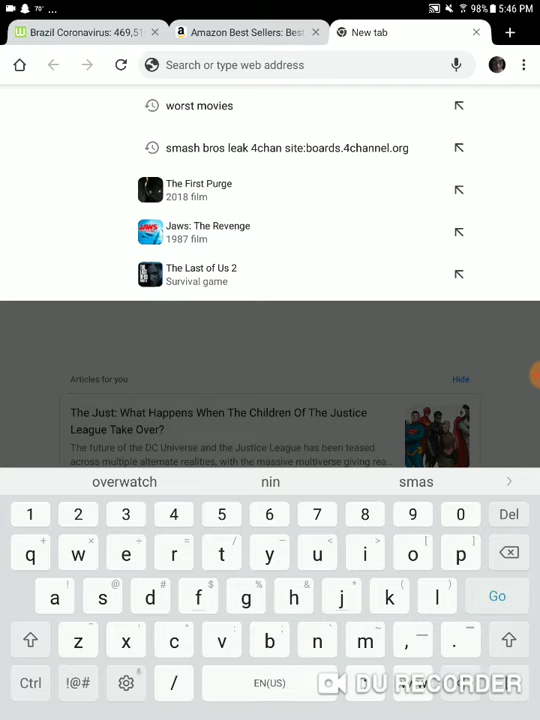 70° ... 98% 5:46 PM
Brazil Coronavirus: 469,51
Amazon Best Sellers: Best
New tab
Search or type web address
worst movies
smash bros leak 4chan site:boards.4channel.org
The First Purge
2018 film
JAWS
Jaws: The Revenge
1987 film
The Last of Us 2
Survival game
Articles for you
Hide
The Just: What Happens When The Children Of The Justice
League Take Over?
The future of the DC Universe and the Justice League has been teased
across multiple alternate realities, with the massive multiverse giving rea...
overwatch nin smas
1 2 3 4 5 6 7 8 9 0 Del
q w e r t y u i o p
a s d f g h j k l Go
z x c v b n m , .
Ctrl !@# / EN(US)
DU RECORDER